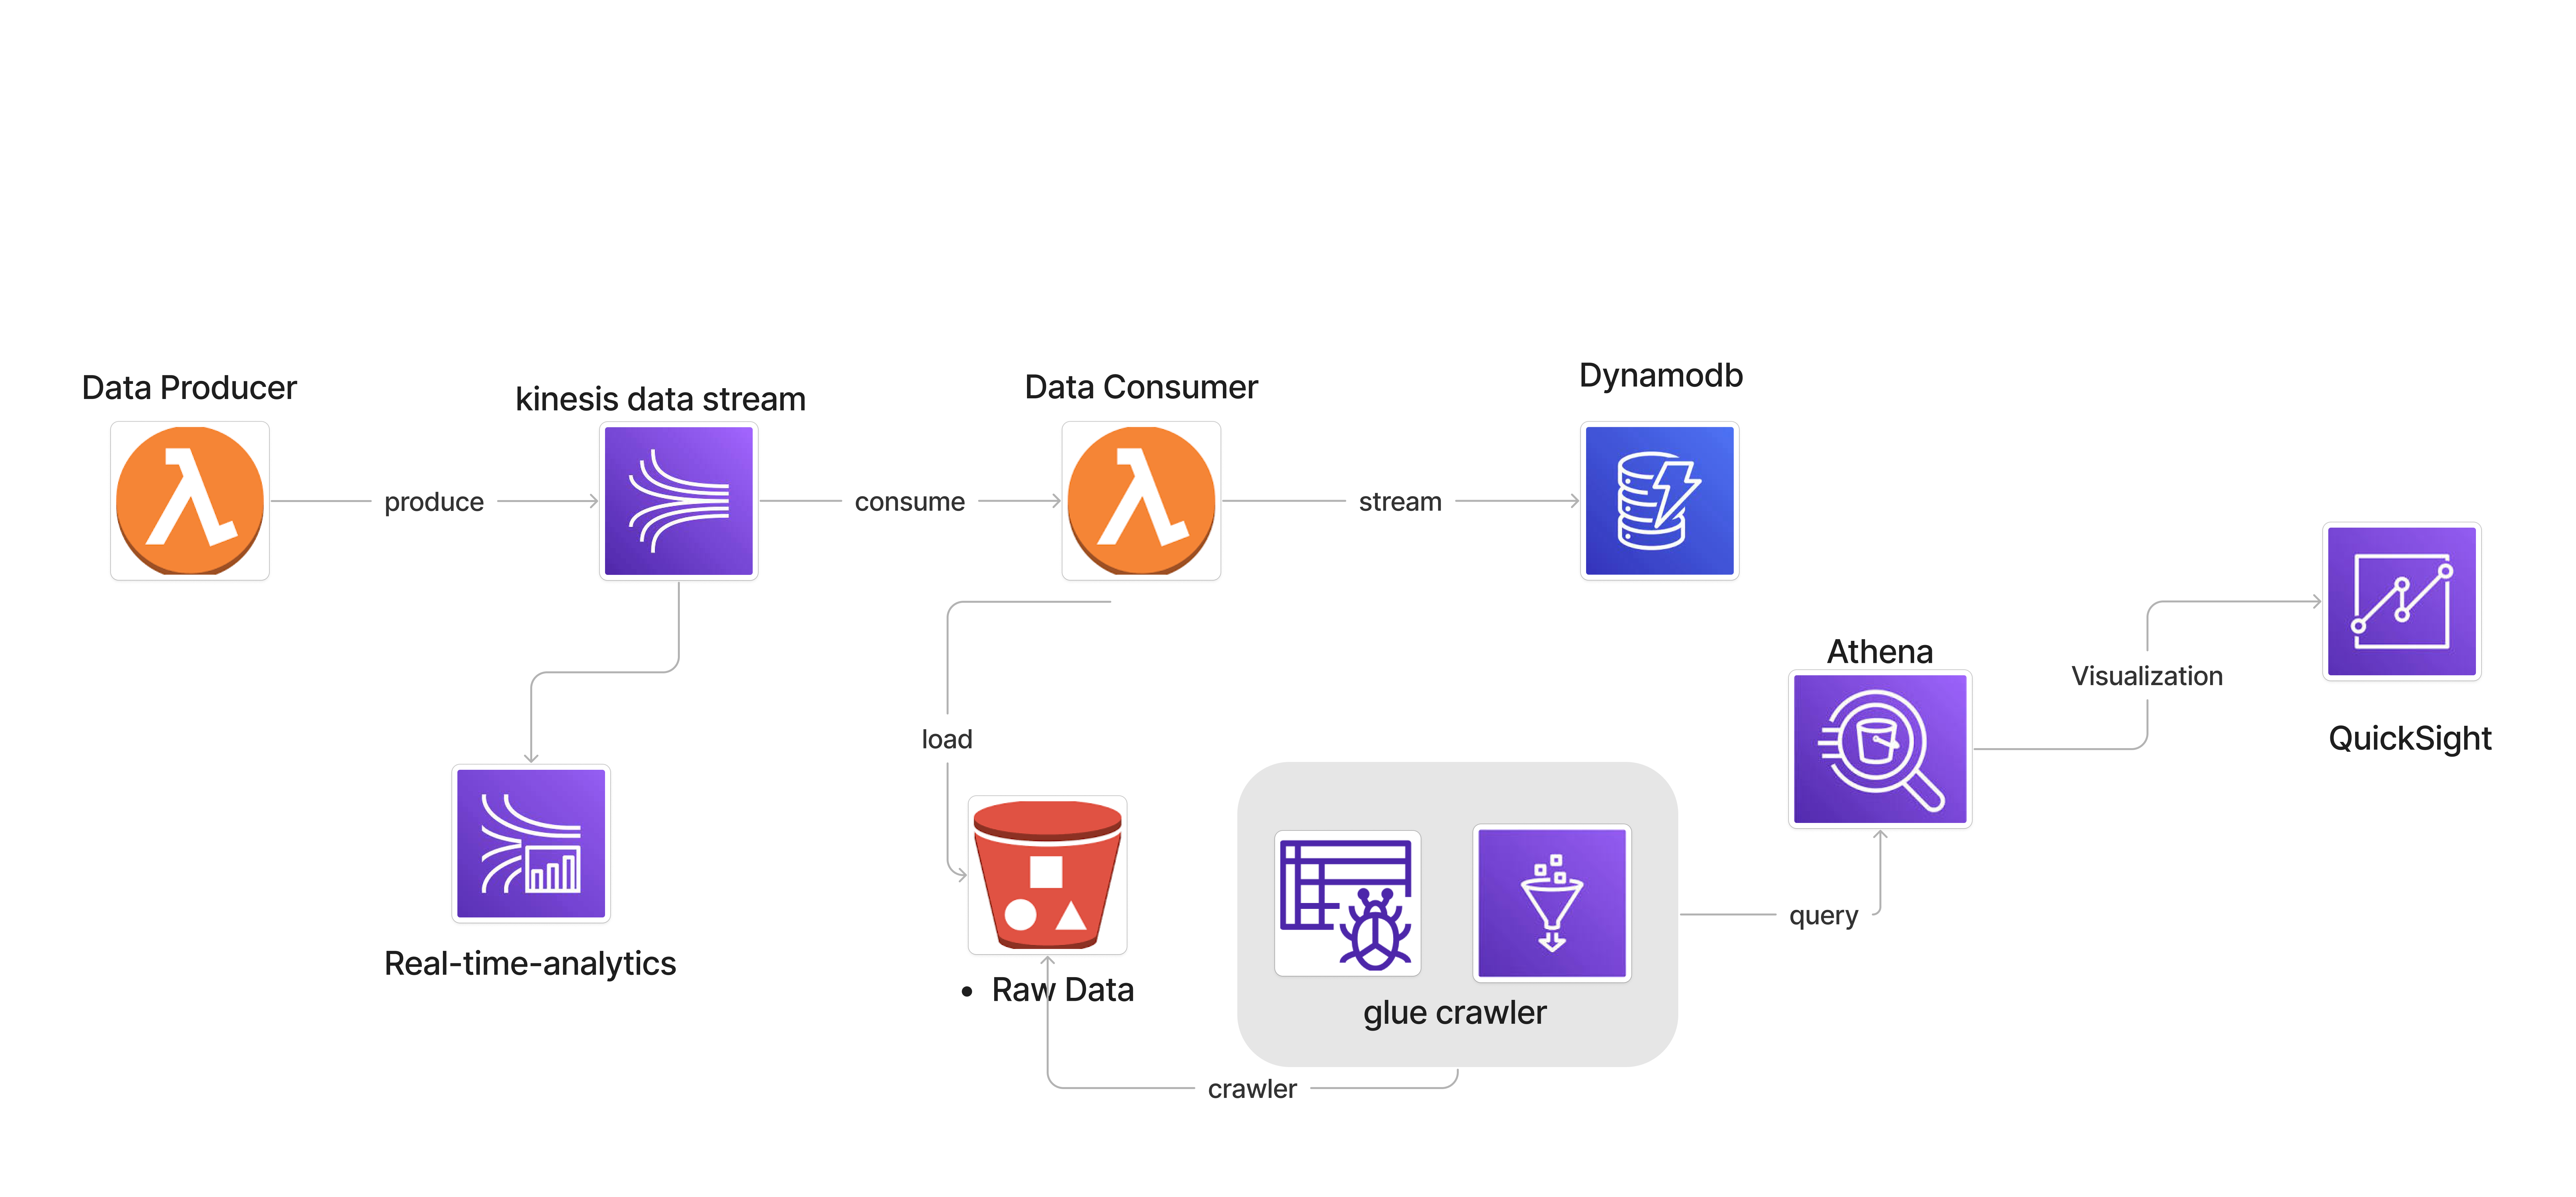 Data Producer
kinesis data stream
Data Consumer
Dynamodb
produce
consume
stream
Athena
Visualization
QuickSight
load
Real-time-analytics
• Raw Data
glue crawler
query
crawler